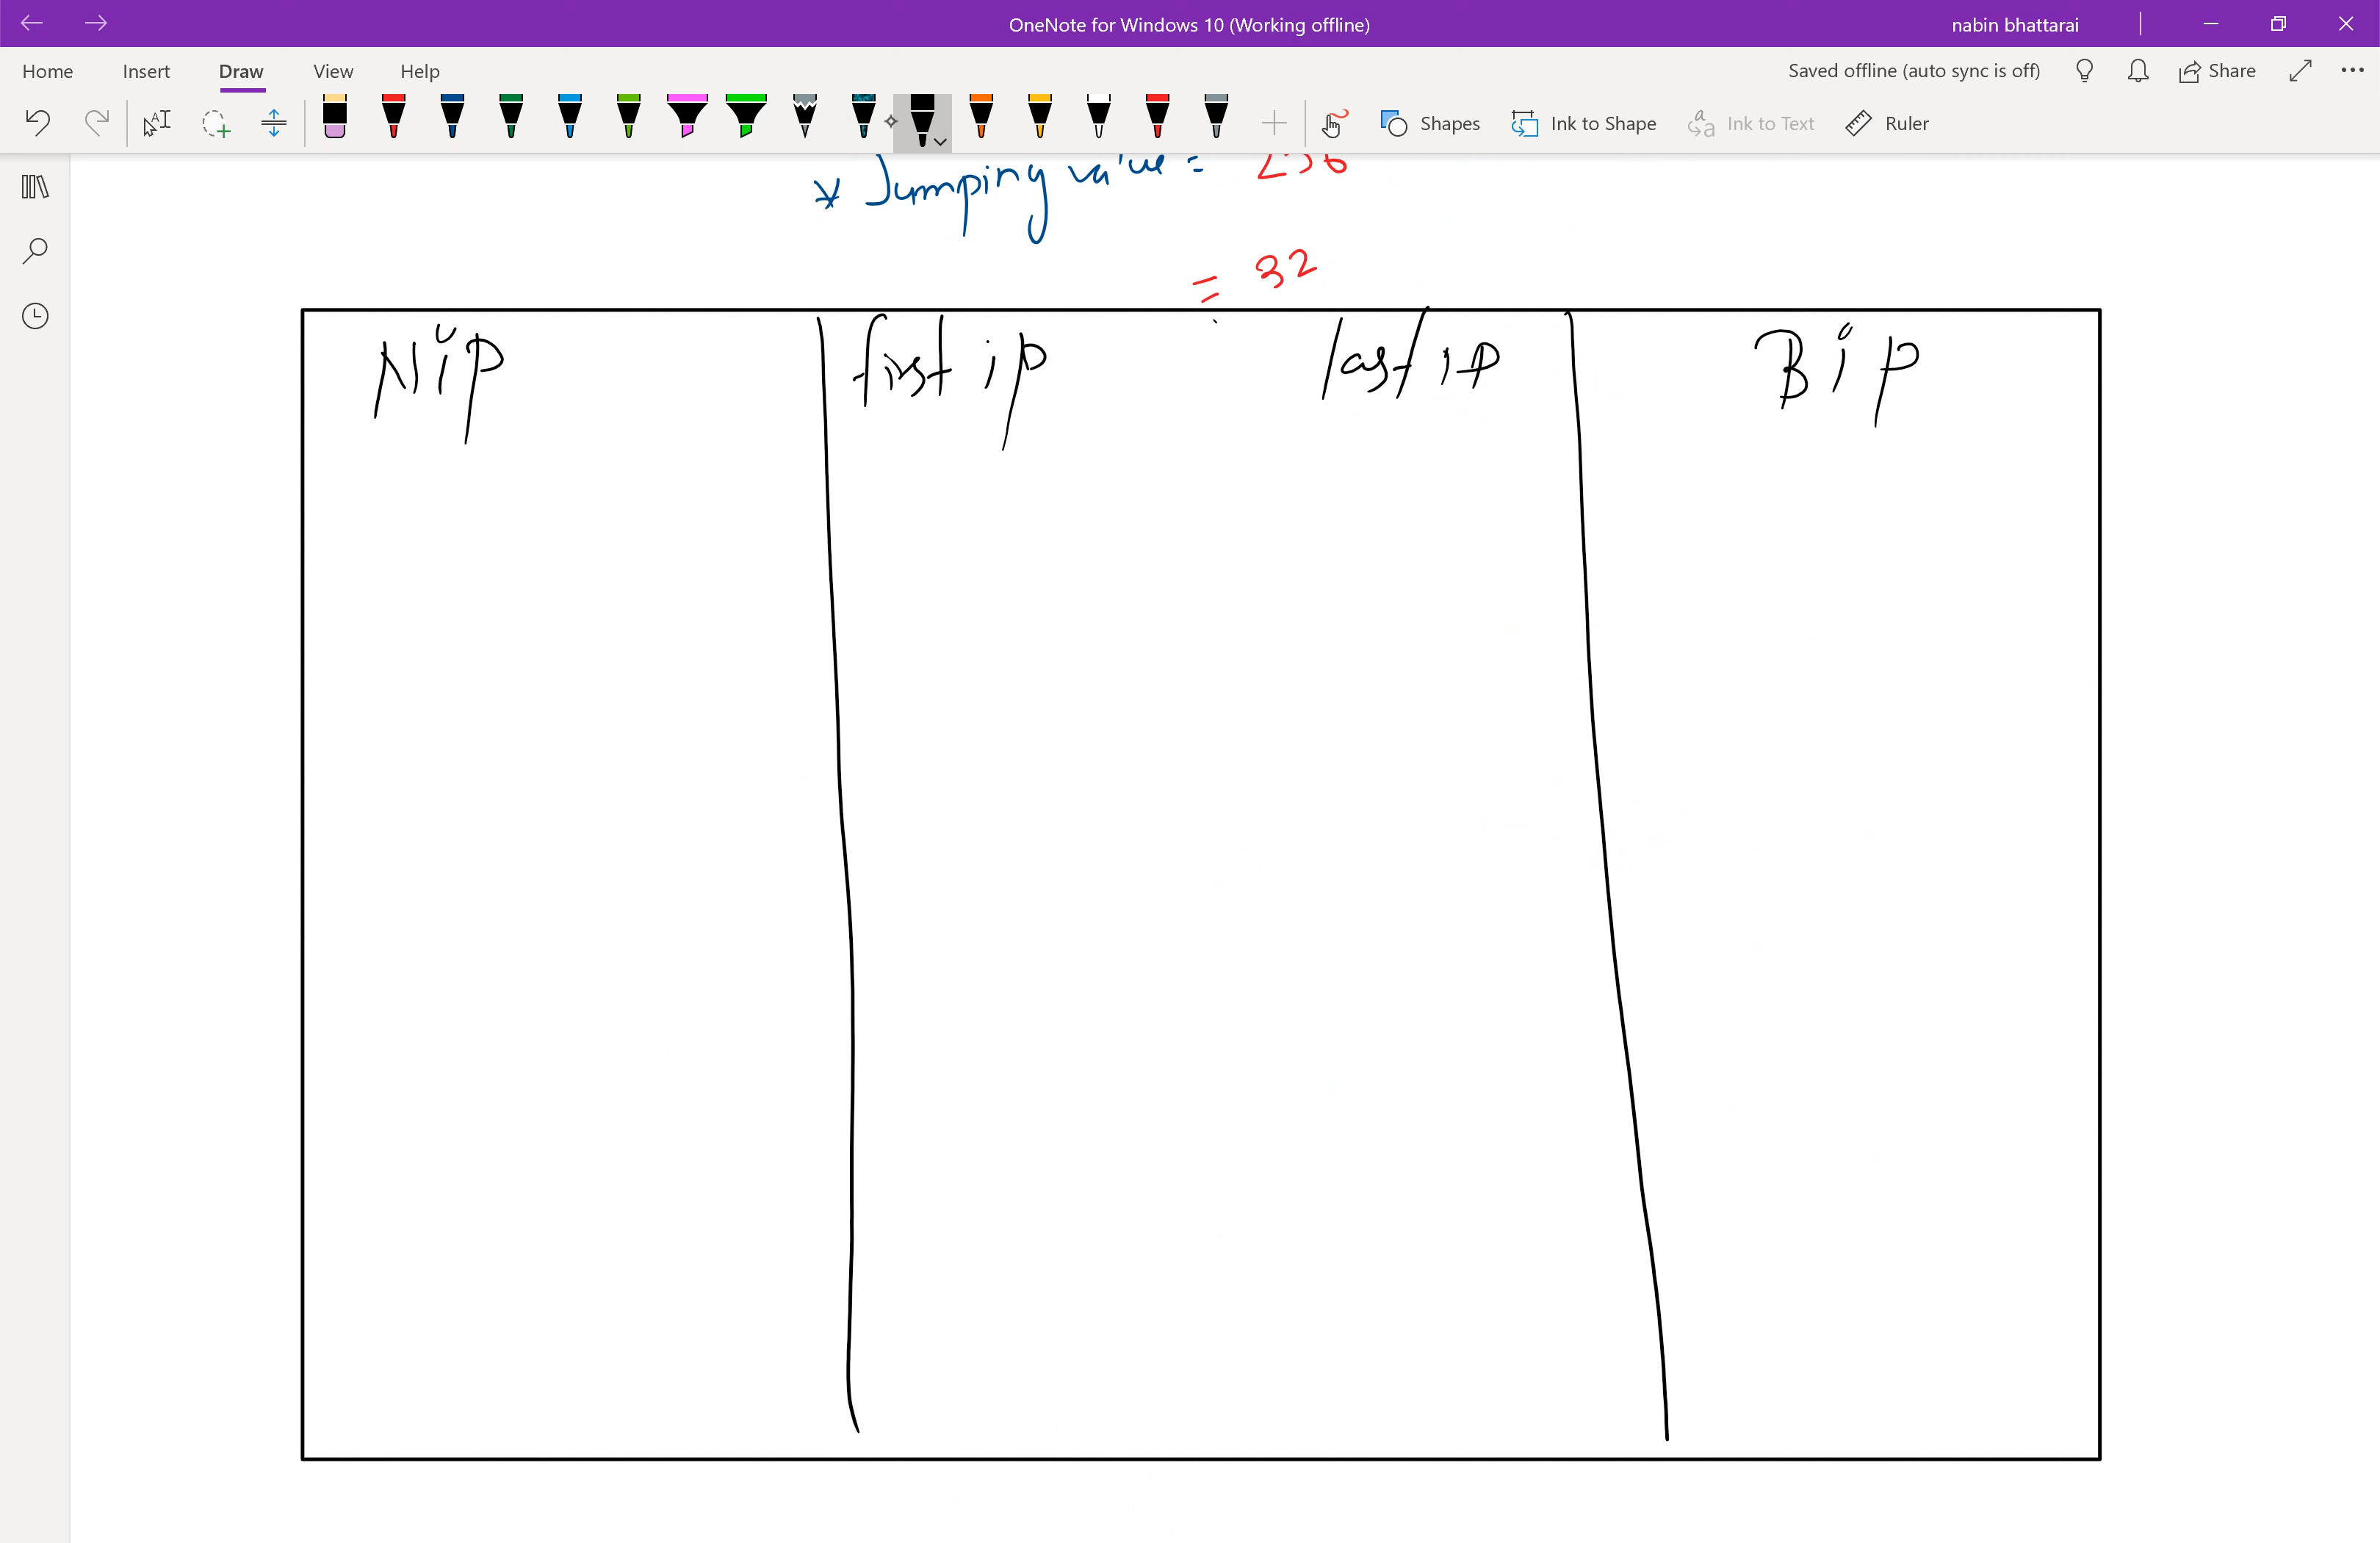 OneNote for Windows 10 (Working offline)
nabin bhattarai
Home Insert Draw View Help
Saved offline (auto sync is off)
Share
Shapes Ink to Shape Ink to Text Ruler
* Jumping value = 256
= 32
Nip first ip last ip Bip